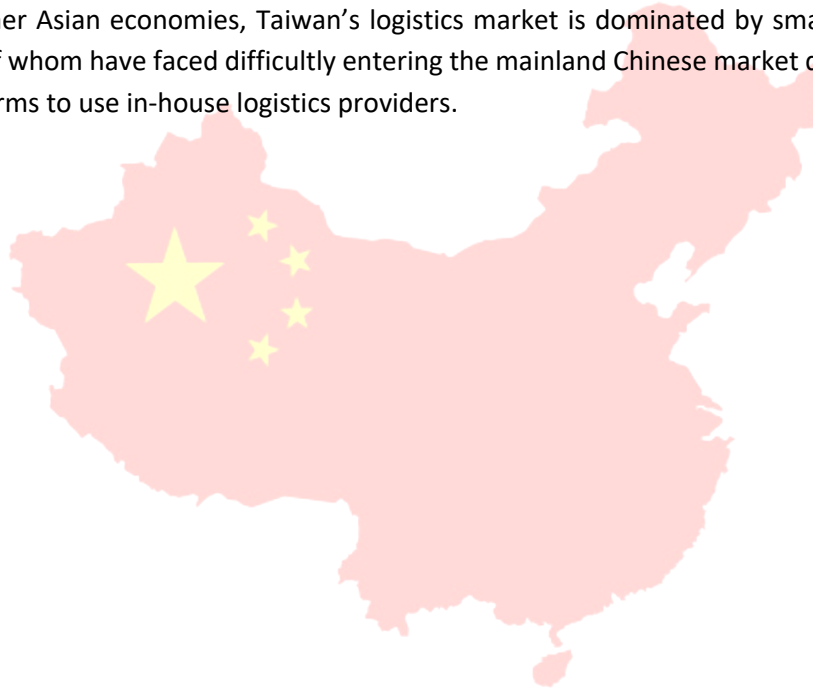 er Asian economies, Taiwan’s logistics market is dominated by sma
f whom have faced difficultly entering the mainland Chinese market
rms to use in-house logistics providers.